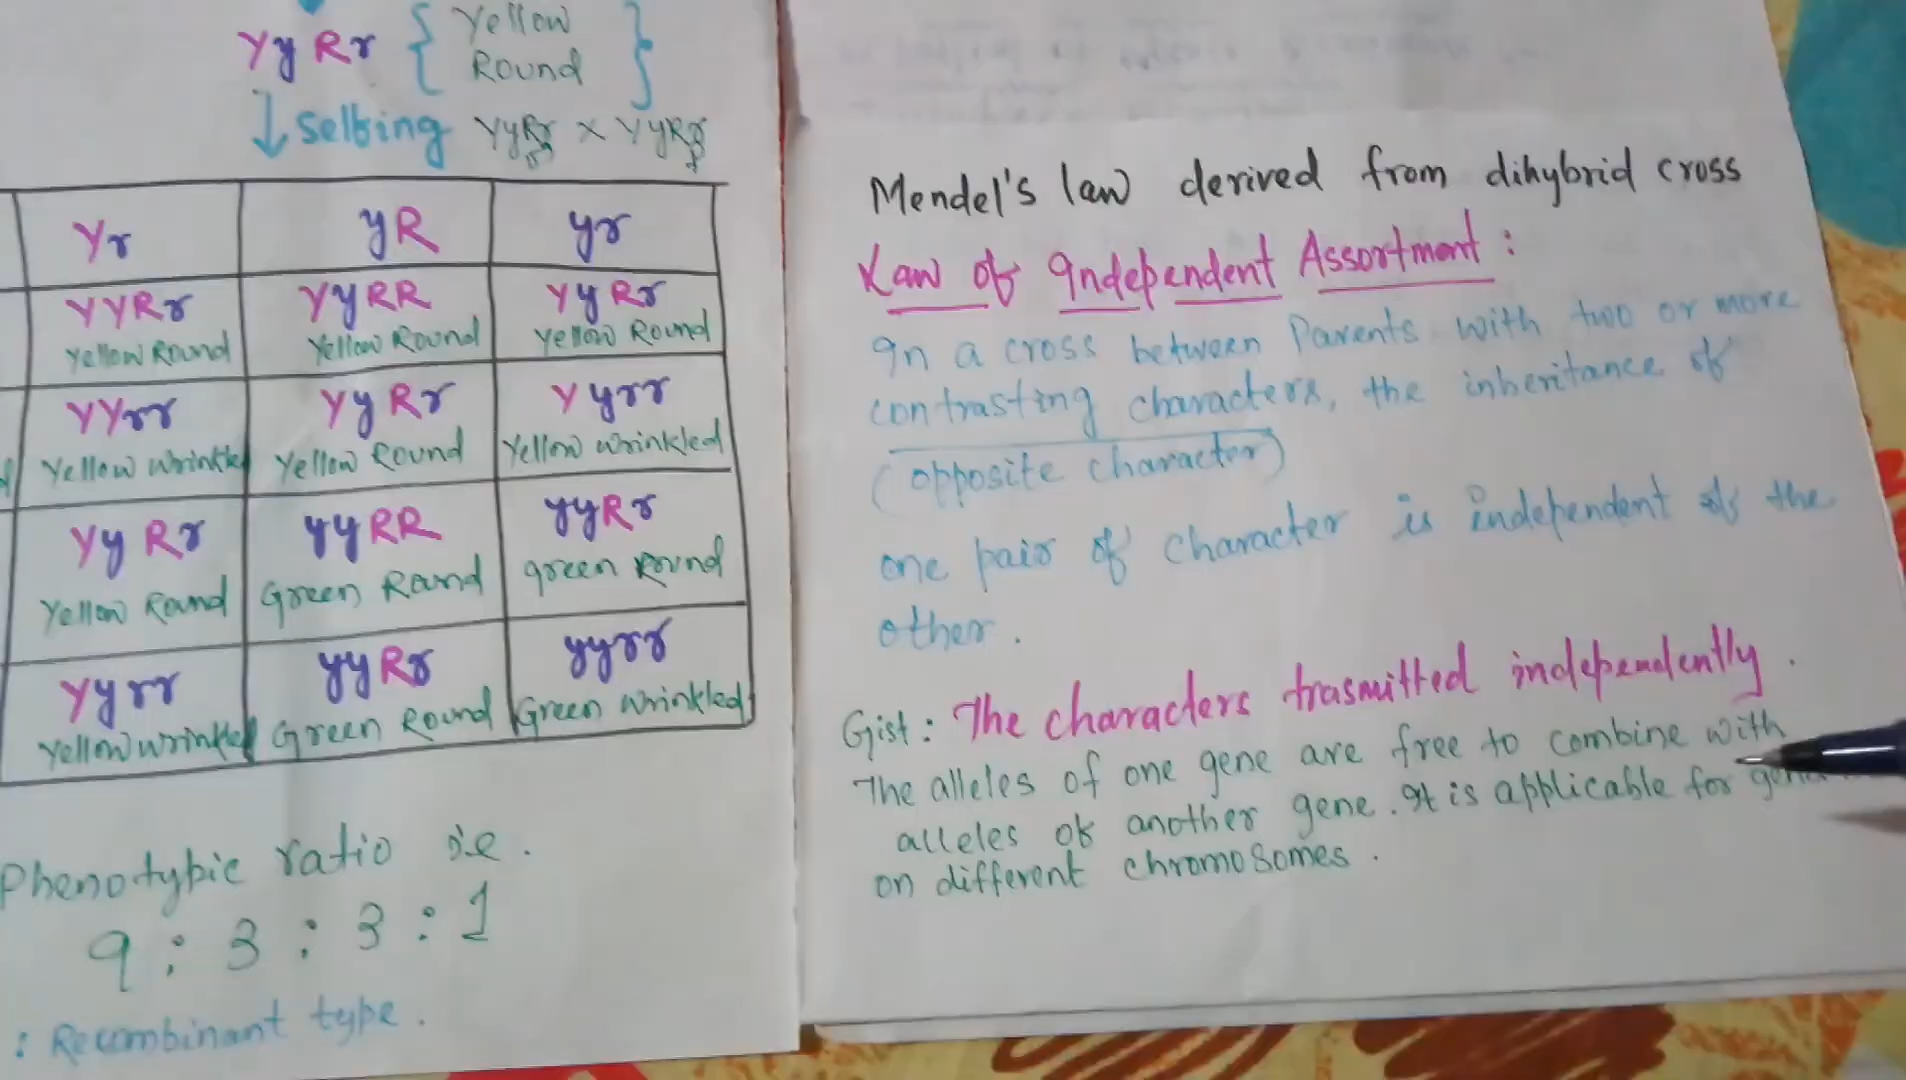 YyRr { Yellow
Round }
↓ Selfing YyRr × YyRr
Yr yR yr
YYRr YyRR YyRr
Yellow Round Yellow Round Yellow Round
YYrr YyRr Yyrr
Yellow wrinkled Yellow Round Yellow wrinkled
YyRr yyRR yyRr
Yellow Round Green Round green round
Yyrr yyRr yyrr
Yellow wrinkled Green Round Green wrinkled
Phenotypic ratio i.e.
9 : 3 : 3 : 1
: Recombinant type.
Mendel's law derived from dihybrid cross
Law of Independent Assortment :
In a cross between Parents with two or more
contrasting characters, the inheritance of
(opposite character)
one pair of character is independent of the
other.
Gist : The characters trasmitted independently.
The alleles of one gene are free to combine with
alleles of another gene. It is applicable for
on different chromosomes.